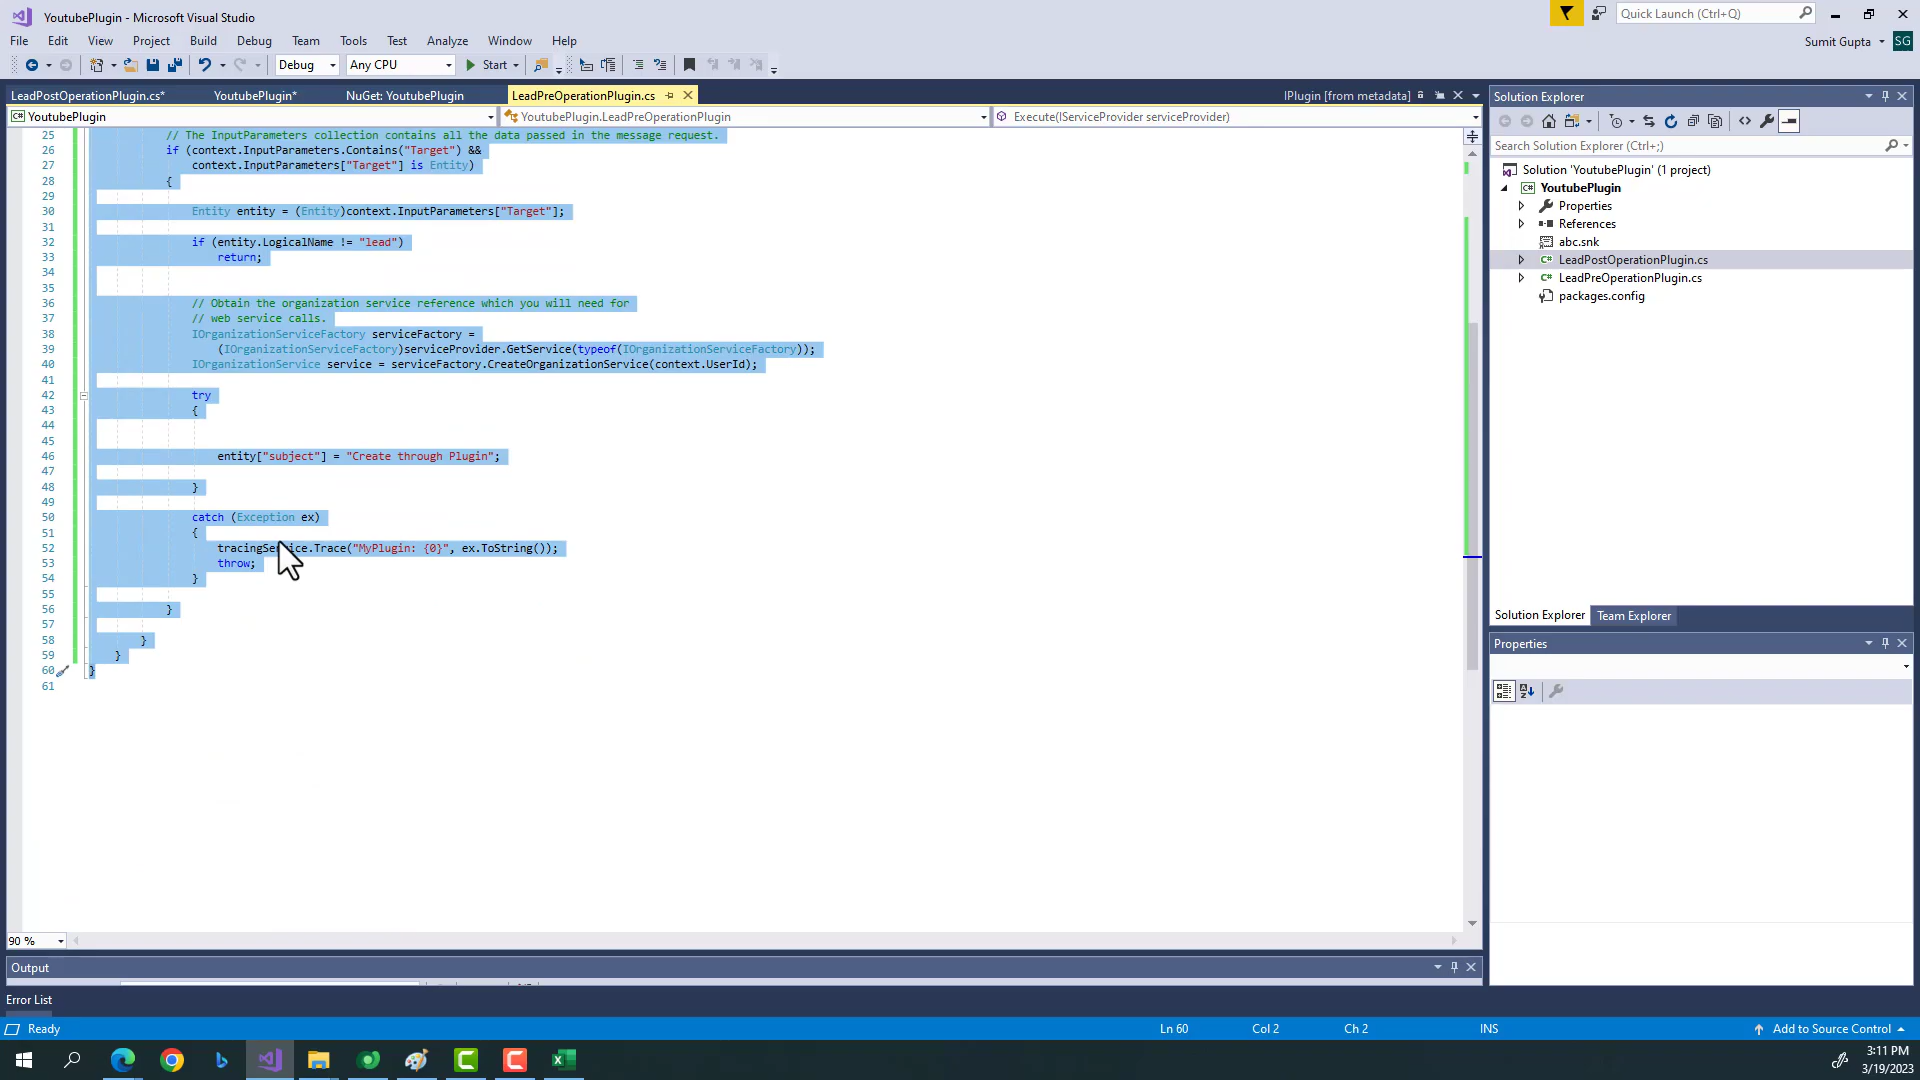 YoutubePlugin - Microsoft Visual Studio
Quick Launch (Ctrl+Q)
File Edit View Project Build Debug Team Tools Test Analyze Window Help
Sumit Gupta
SG
Debug
Any CPU
Start
LeadPostOperationPlugin.cs*
YoutubePlugin*
NuGet: YoutubePlugin
LeadPreOperationPlugin.cs
IPlugin [from metadata]
YoutubePlugin
YoutubePlugin.LeadPreOperationPlugin
Execute(IServiceProvider serviceProvider)
25 // The InputParameters collection contains all the data passed in the message request.
26 if (context.InputParameters.Contains("Target") &&
27 context.InputParameters["Target"] is Entity)
28 {
29
30 Entity entity = (Entity)context.InputParameters["Target"];
31
32 if (entity.LogicalName != "lead")
33 return;
34
35
36 // Obtain the organization service reference which you will need for
37 // web service calls.
38 IOrganizationServiceFactory serviceFactory =
39 (IOrganizationServiceFactory)serviceProvider.GetService(typeof(IOrganizationServiceFactory));
40 IOrganizationService service = serviceFactory.CreateOrganizationService(context.UserId);
41
42 try
43 {
44
45
46 entity["subject"] = "Create through Plugin";
47
48 }
49
50 catch (Exception ex)
51 {
52 tracingService.Trace("MyPlugin: {0}", ex.ToString());
53 throw;
54 }
55
56 }
57
58 }
59 }
60 }
61
90 %
Output
Error List
Ready
Ln 60
Col 2
Ch 2
INS
Add to Source Control
Solution Explorer
Search Solution Explorer (Ctrl+;)
Solution 'YoutubePlugin' (1 project)
YoutubePlugin
Properties
References
abc.snk
LeadPostOperationPlugin.cs
LeadPreOperationPlugin.cs
packages.config
Solution Explorer
Team Explorer
Properties
3:11 PM
3/19/2023